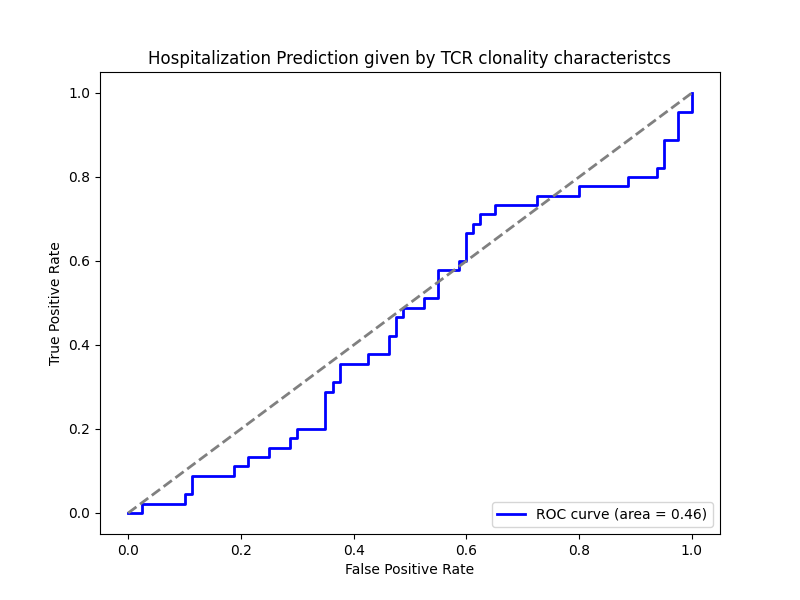 Hospitalization Prediction given by TCR clonality characteristcs
True Positive Rate
1.0
0.8
0.6
0.4
0.2
0.0
ROC curve (area = 0.46)
0.0 0.2 0.4 0.6 0.8 1.0
False Positive Rate